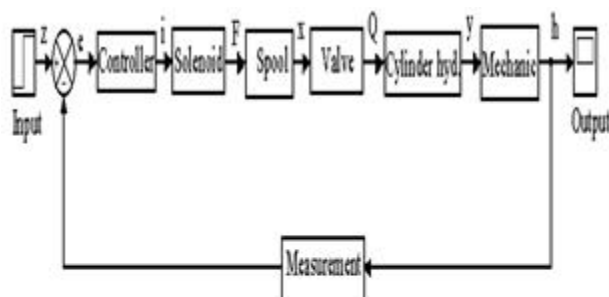 z
e
i
F
x
Q
y
h
Controller
Solenoid
Spool
Valve
Cylinder hyd.
Mechanic
Input
Output
Measurement